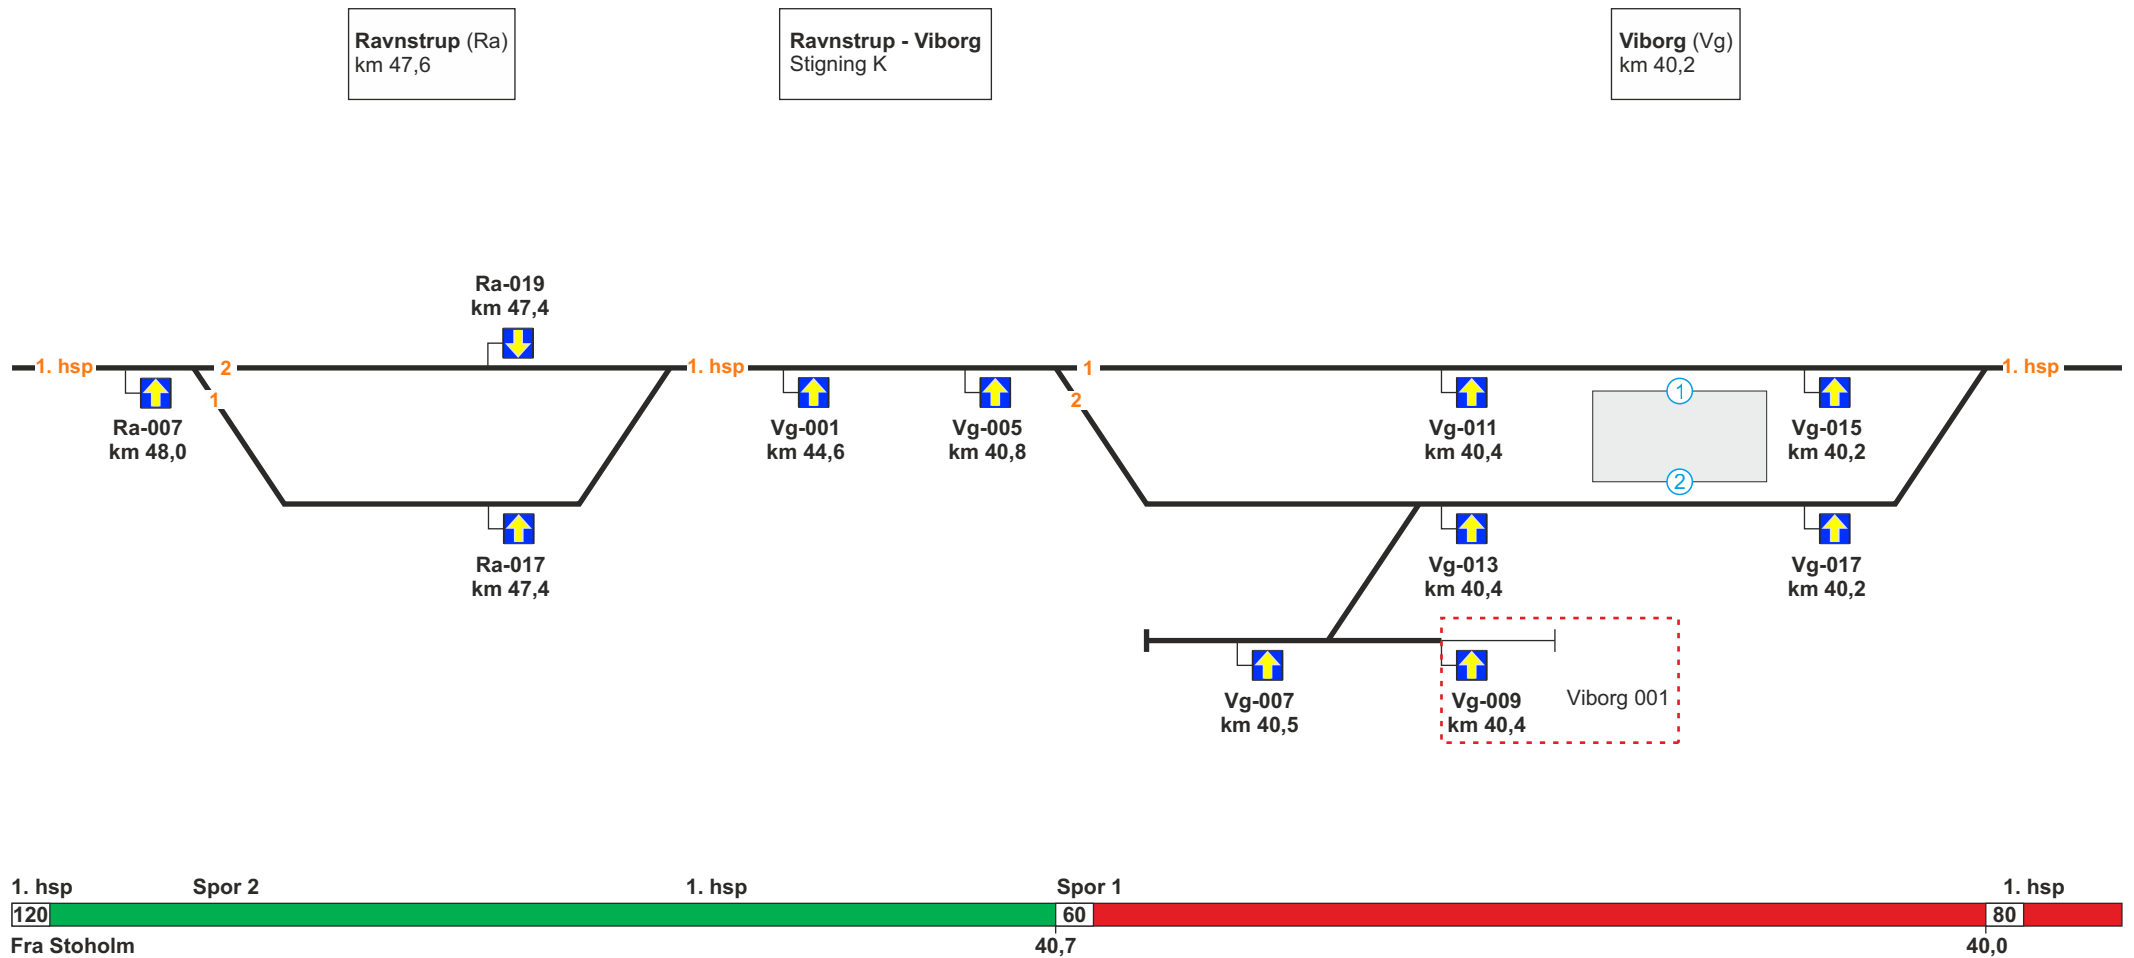 Ravnstrup (Ra)
km 47,6
Ravnstrup - Viborg
Stigning K
Viborg (Vg)
km 40,2
Ra-019
km 47,4
1. hsp
2
1. hsp
1
1. hsp
1
2
1
2
Ra-007
km 48,0
Vg-001
km 44,6
Vg-005
km 40,8
Vg-011
km 40,4
Vg-015
km 40,2
Ra-017
km 47,4
Vg-013
km 40,4
Vg-017
km 40,2
Vg-007
km 40,5
Vg-009
km 40,4
Viborg 001
1. hsp
Spor 2
1. hsp
Spor 1
1. hsp
120
60
80
Fra Stoholm
40,7
40,0